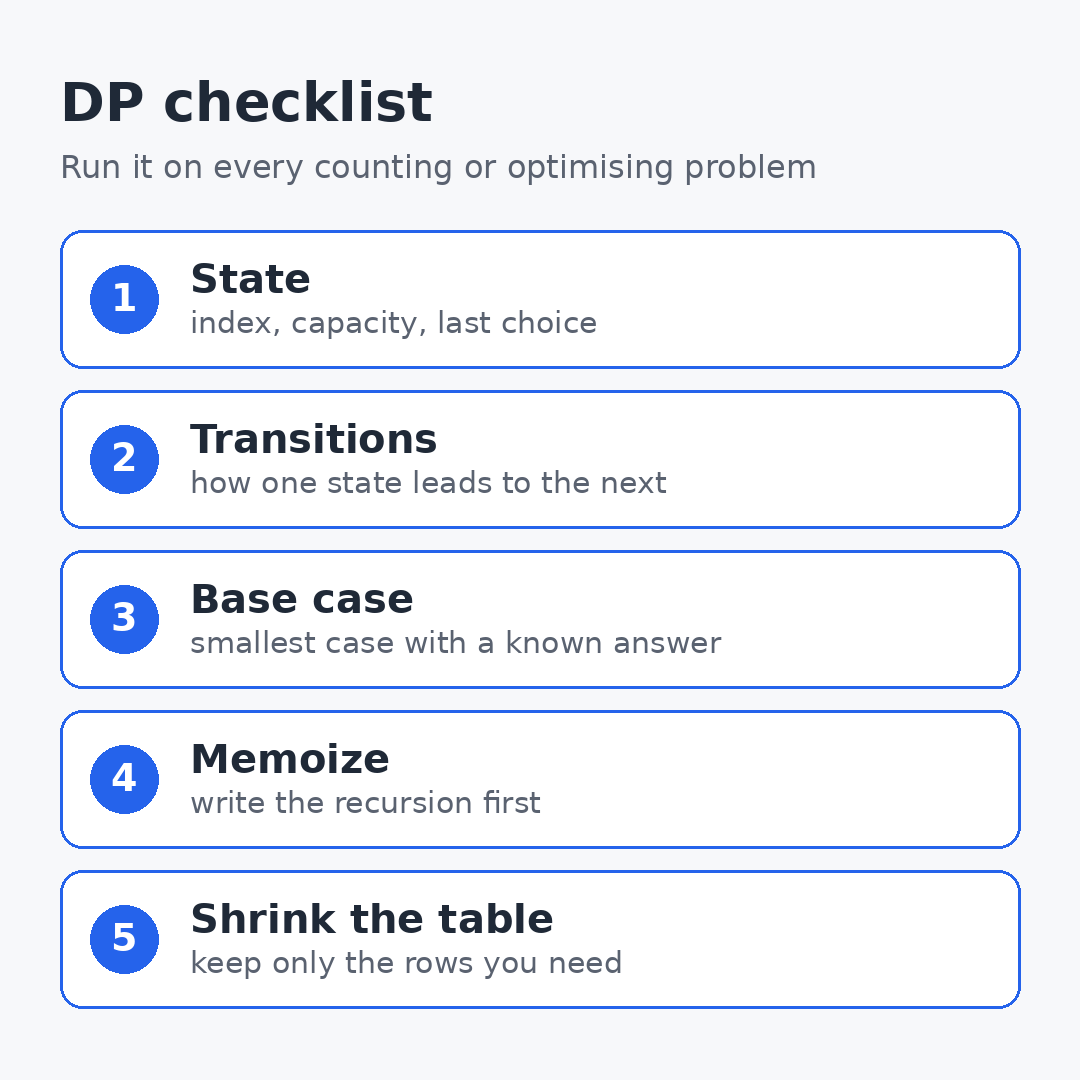 DP checklist
Run it on every counting or optimising problem
1
State
index, capacity, last choice
2
Transitions
how one state leads to the next
3
Base case
smallest case with a known answer
4
Memoize
write the recursion first
5
Shrink the table
keep only the rows you need